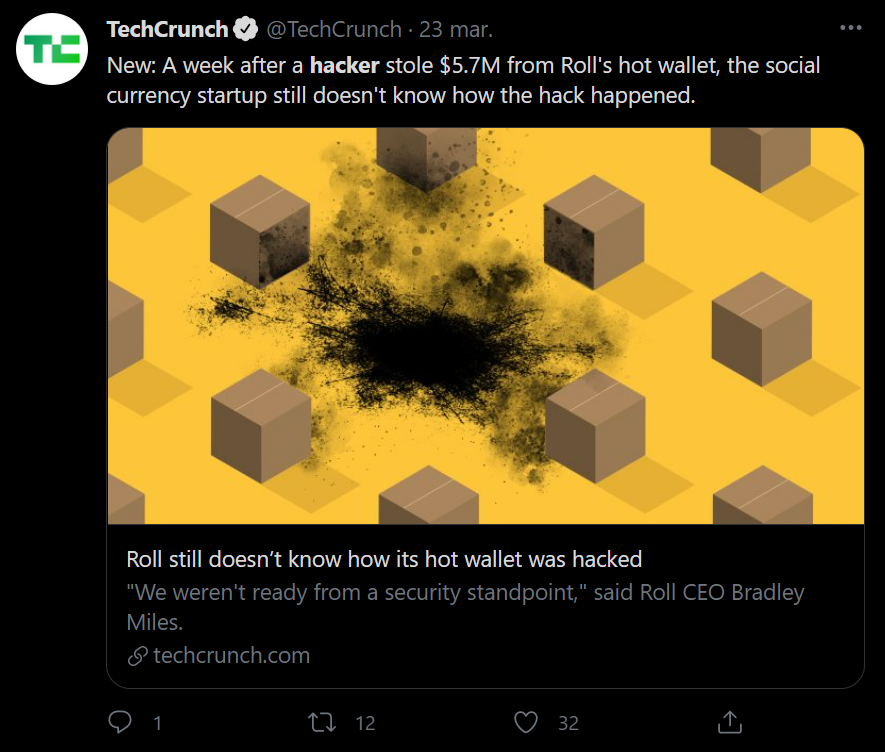 TechCrunch @TechCrunch · 23 mar.
TC
New: A week after a hacker stole $5.7M from Roll's hot wallet, the social
currency startup still doesn't know how the hack happened.
Roll still doesn’t know how its hot wallet was hacked
"We weren't ready from a security standpoint," said Roll CEO Bradley
Miles.
techcrunch.com
1 12 32